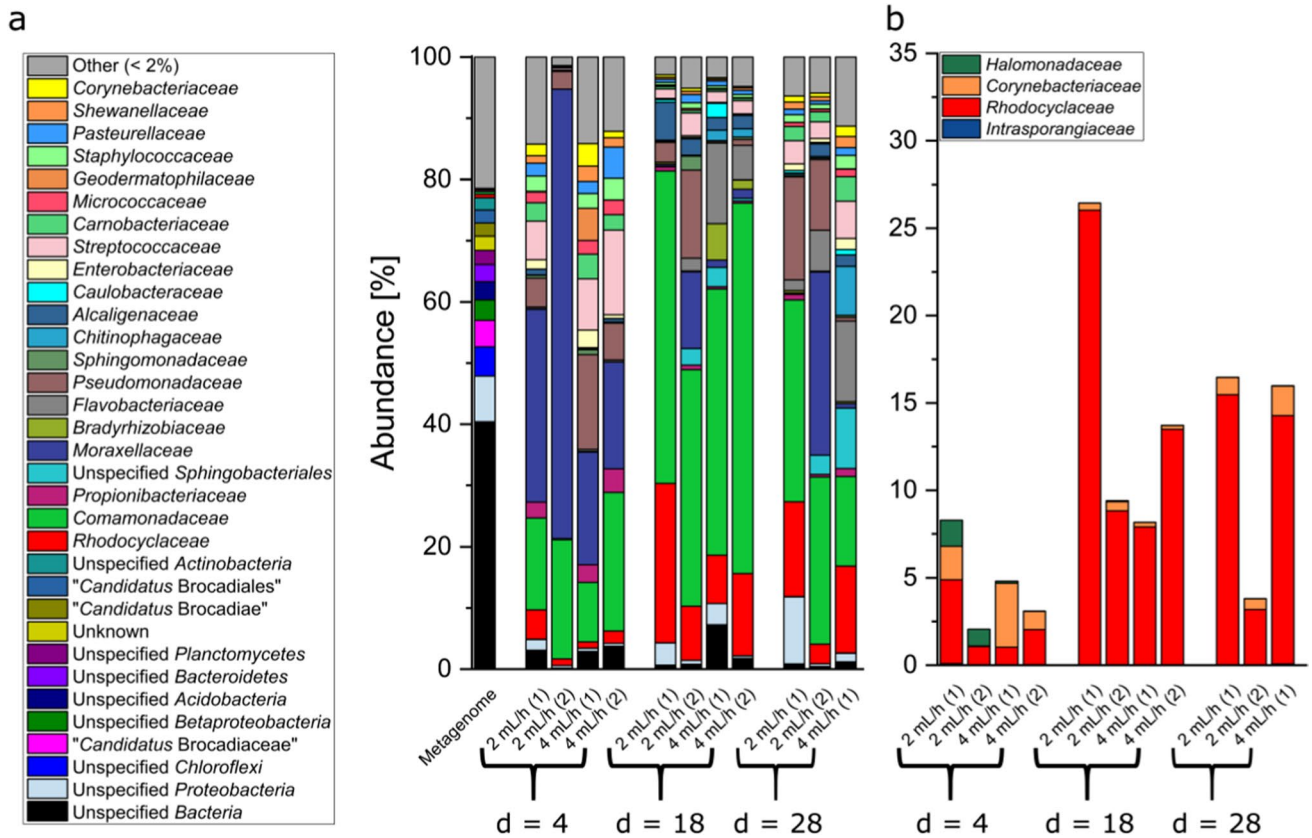 a
Other (< 2%)
Corynebacteriaceae
Shewanellaceae
Pasteurellaceae
Staphylococcaceae
Geodermatophilaceae
Micrococcaceae
Carnobacteriaceae
Streptococcaceae
Enterobacteriaceae
Caulobacteraceae
Alcaligenaceae
Chitinophagaceae
Sphingomonadaceae
Pseudomonadaceae
Flavobacteriaceae
Bradyrhizobiaceae
Moraxellaceae
Unspecified Sphingobacteriales
Propionibacteriaceae
Comamonadaceae
Rhodocyclaceae
Unspecified Actinobacteria
"Candidatus Brocadiales"
"Candidatus Brocadiae"
Unknown
Unspecified Planctomycetes
Unspecified Bacteroidetes
Unspecified Acidobacteria
Unspecified Betaproteobacteria
"Candidatus Brocadiaceae"
Unspecified Chloroflexi
Unspecified Proteobacteria
Unspecified Bacteria
Abundance [%]
100
80
60
40
20
0
Metagenome
2 mL/h (1)
2 mL/h (2)
4 mL/h (1)
4 mL/h (2)
2 mL/h (1)
2 mL/h (2)
4 mL/h (1)
4 mL/h (2)
2 mL/h (1)
2 mL/h (2)
4 mL/h (1)
d = 4
d = 18
d = 28
b
35
30
25
20
15
10
5
0
Halomonadaceae
Corynebacteriaceae
Rhodocyclaceae
Intrasporangiaceae
2 mL/h (1)
2 mL/h (2)
4 mL/h (1)
4 mL/h (2)
2 mL/h (1)
2 mL/h (2)
4 mL/h (1)
4 mL/h (2)
2 mL/h (1)
2 mL/h (2)
4 mL/h (1)
d = 4
d = 18
d = 28